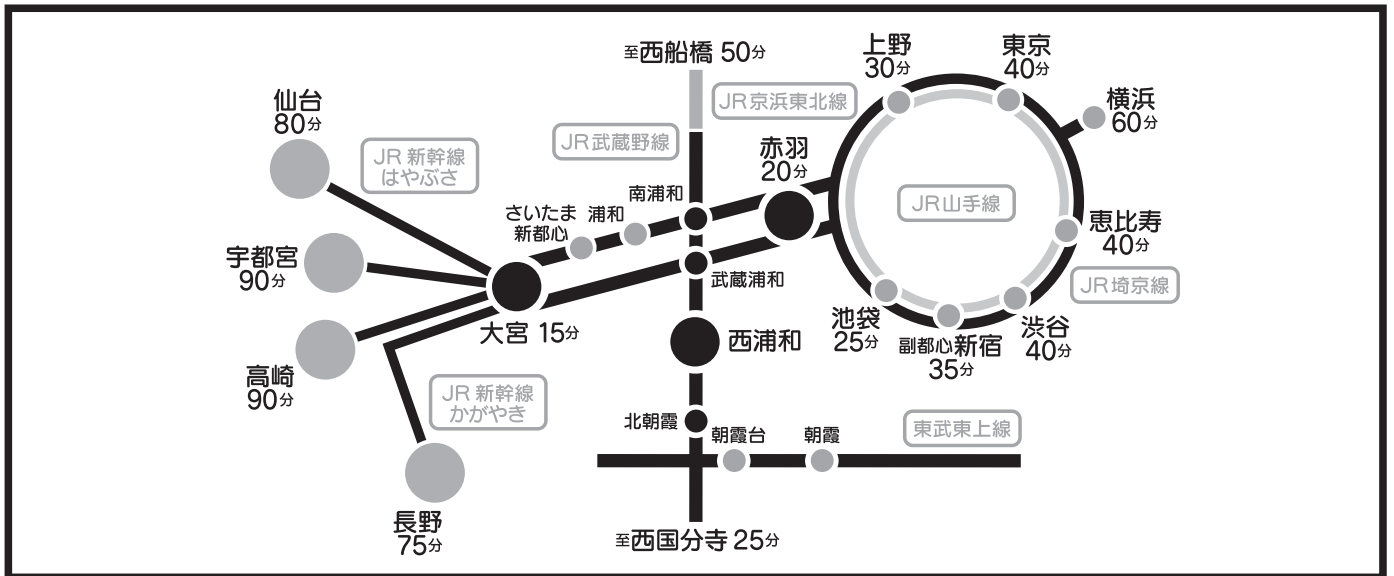 至西船橋 50分
上野
30分
東京
40分
横浜
60分
仙台
80分
JR京浜東北線
JR武蔵野線
JR新幹線
はやぶさ
赤羽
20分
南浦和
浦和
さいたま
新都心
JR山手線
恵比寿
40分
宇都宮
90分
武蔵浦和
JR埼京線
大宮 15分
西浦和
池袋
25分
副都心新宿
35分
渋谷
40分
高崎
90分
JR新幹線
かがやき
北朝霞
朝霞台
朝霞
東武東上線
長野
75分
至西国分寺 25分